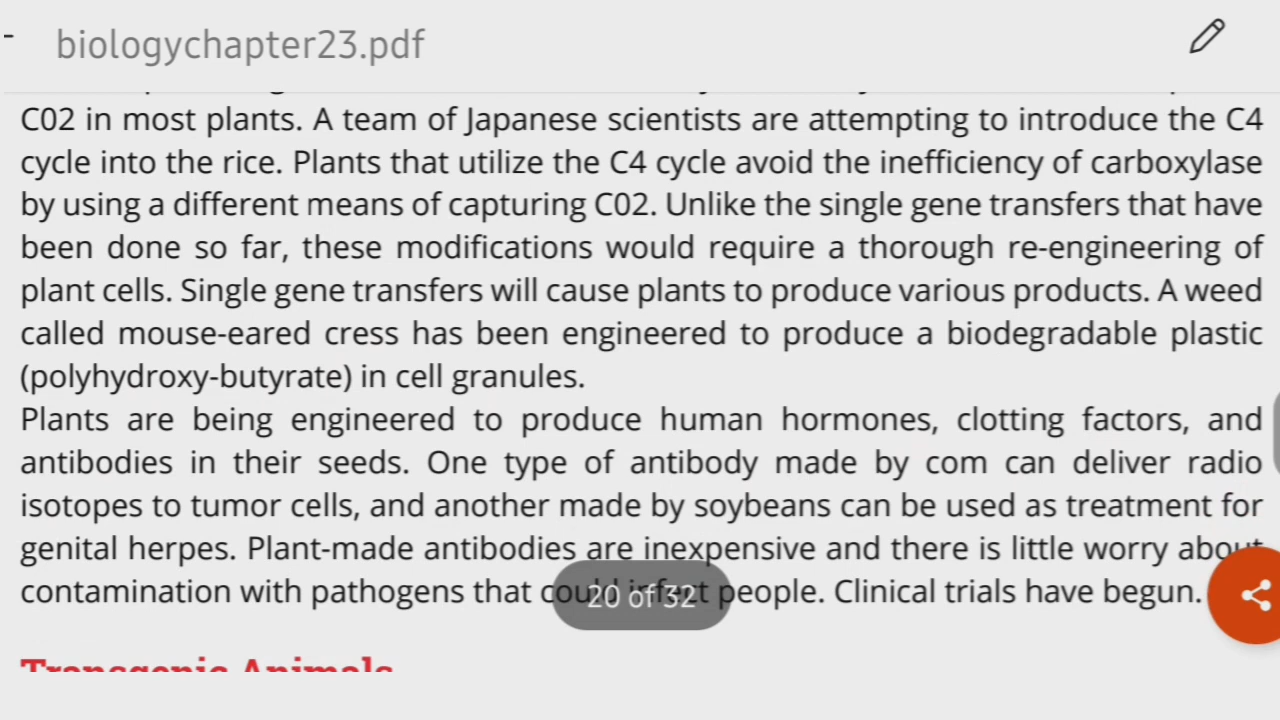 biologychapter23.pdf
C02 in most plants. A team of Japanese scientists are attempting to introduce the C4
cycle into the rice. Plants that utilize the C4 cycle avoid the inefficiency of carboxylase
by using a different means of capturing C02. Unlike the single gene transfers that have
been done so far, these modifications would require a thorough re-engineering of
plant cells. Single gene transfers will cause plants to produce various products. A weed
called mouse-eared cress has been engineered to produce a biodegradable plastic
(polyhydroxy-butyrate) in cell granules.
Plants are being engineered to produce human hormones, clotting factors, and
antibodies in their seeds. One type of antibody made by com can deliver radio
isotopes to tumor cells, and another made by soybeans can be used as treatment for
genital herpes. Plant-made antibodies are inexpensive and there is little worry about
contamination with pathogens that could infect people. Clinical trials have begun.
20 of 32
Transgenic Animals